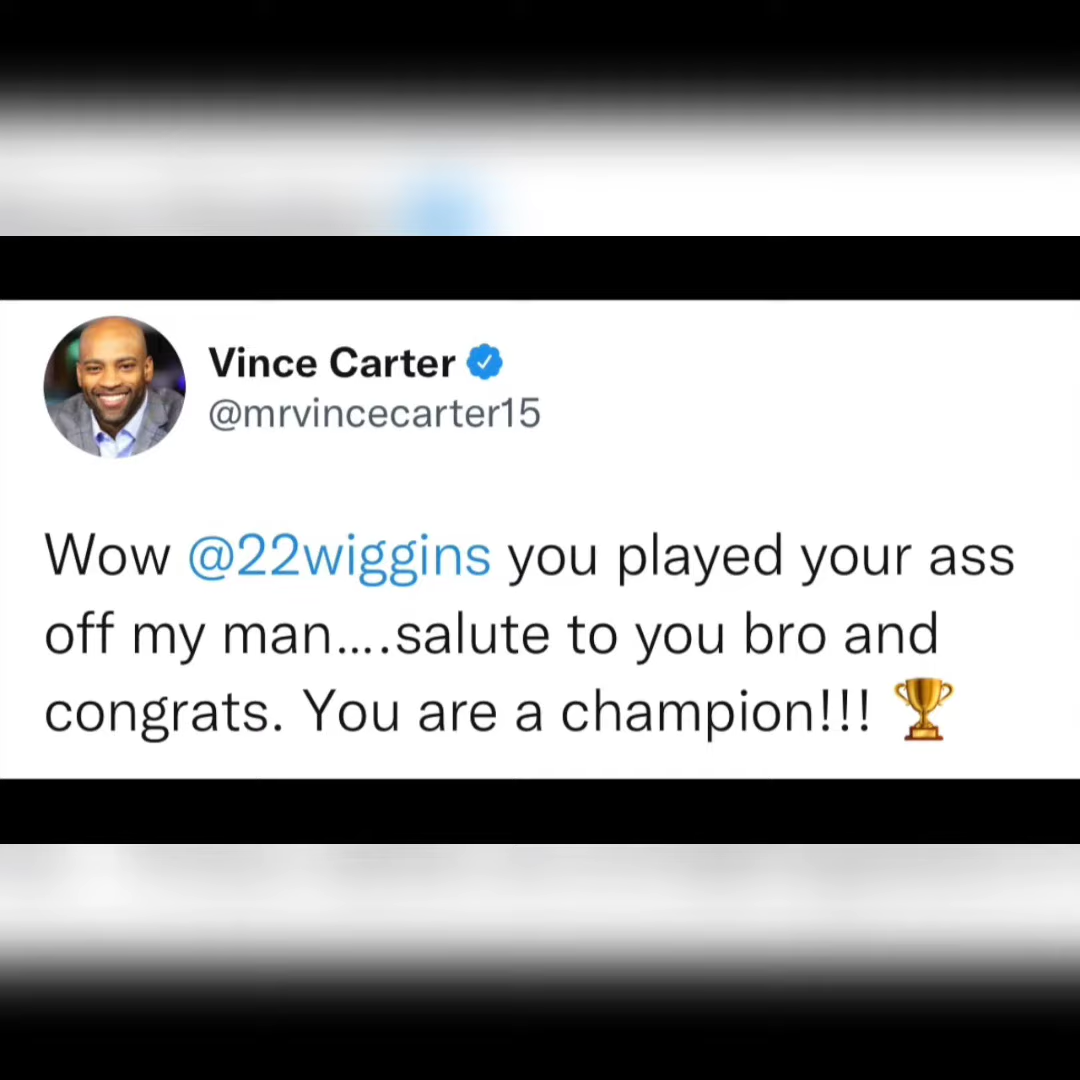 Vince Carter
@mrvincecarter15
Wow @22wiggins you played your ass
off my man....salute to you bro and
congrats. You are a champion!!! 🏆